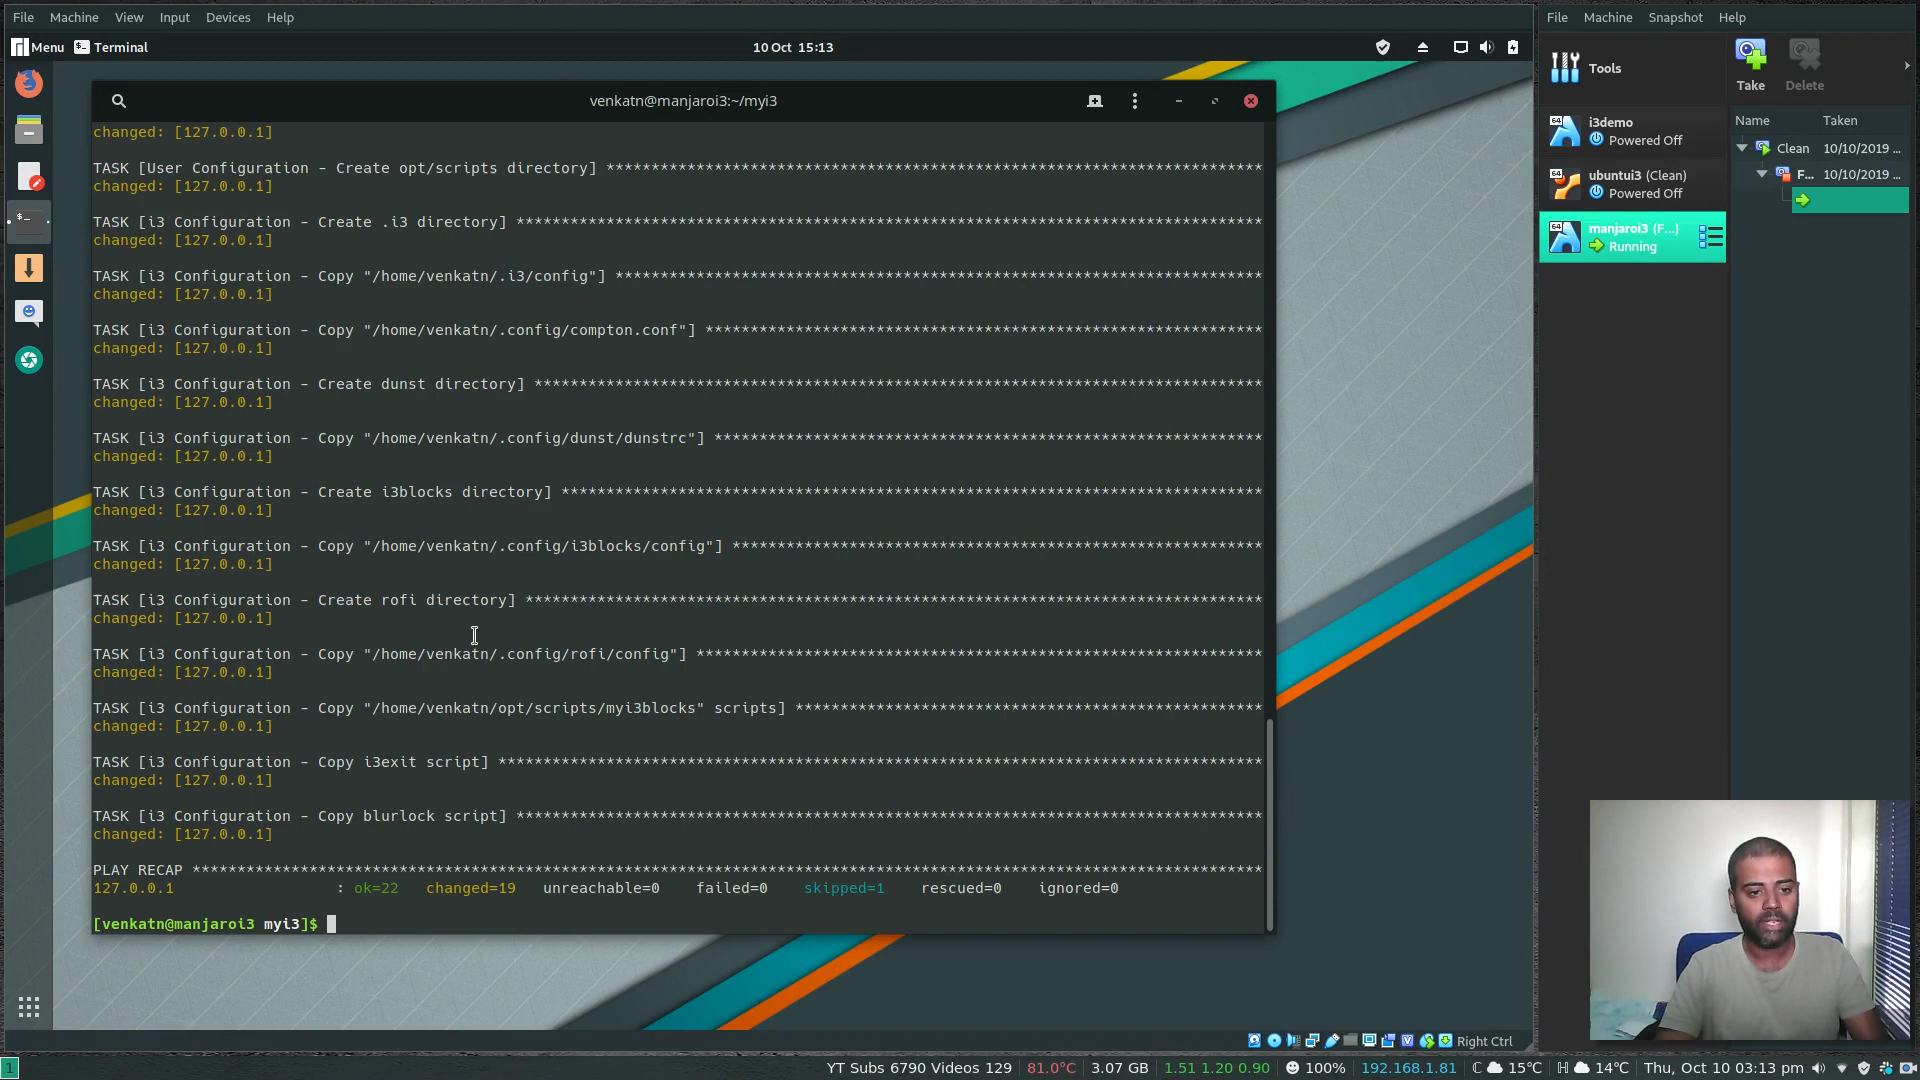 File Machine View Input Devices Help
Menu Terminal
10 Oct 15:13
venkatn@manjaroi3:~/myi3
changed: [127.0.0.1]
TASK [User Configuration - Create opt/scripts directory] *************************************************************************
changed: [127.0.0.1]
TASK [i3 Configuration - Create .i3 directory] ***********************************************************************************
changed: [127.0.0.1]
TASK [i3 Configuration - Copy "/home/venkatn/.i3/config"] ************************************************************************
changed: [127.0.0.1]
TASK [i3 Configuration - Copy "/home/venkatn/.config/compton.conf"] **************************************************************
changed: [127.0.0.1]
TASK [i3 Configuration - Create dunst directory] *********************************************************************************
changed: [127.0.0.1]
TASK [i3 Configuration - Copy "/home/venkatn/.config/dunst/dunstrc"] *************************************************************
changed: [127.0.0.1]
TASK [i3 Configuration - Create i3blocks directory] ******************************************************************************
changed: [127.0.0.1]
TASK [i3 Configuration - Copy "/home/venkatn/.config/i3blocks/config"] ***********************************************************
changed: [127.0.0.1]
TASK [i3 Configuration - Create rofi directory] **********************************************************************************
changed: [127.0.0.1]
TASK [i3 Configuration - Copy "/home/venkatn/.config/rofi/config"] ***************************************************************
changed: [127.0.0.1]
TASK [i3 Configuration - Copy "/home/venkatn/opt/scripts/myi3blocks" scripts] ****************************************************
changed: [127.0.0.1]
TASK [i3 Configuration - Copy i3exit script] *************************************************************************************
changed: [127.0.0.1]
TASK [i3 Configuration - Copy blurlock script] ***********************************************************************************
changed: [127.0.0.1]
PLAY RECAP ***********************************************************************************************************************
127.0.0.1 : ok=22 changed=19 unreachable=0 failed=0 skipped=1 rescued=0 ignored=0
[venkatn@manjaroi3 myi3]$
Right Ctrl
File Machine Snapshot Help
Tools
Take Delete
Name Taken
i3demo
Powered Off
Clean 10/10/2019 ...
F... 10/10/2019 ...
ubuntui3 (Clean)
Powered Off
manjaroi3 (F...)
Running
1 YT Subs 6790 Videos 129 81.0°C 3.07 GB 1.51 1.20 0.90 100% 192.168.1.81 C 15°C H 14°C Thu, Oct 10 03:13 pm